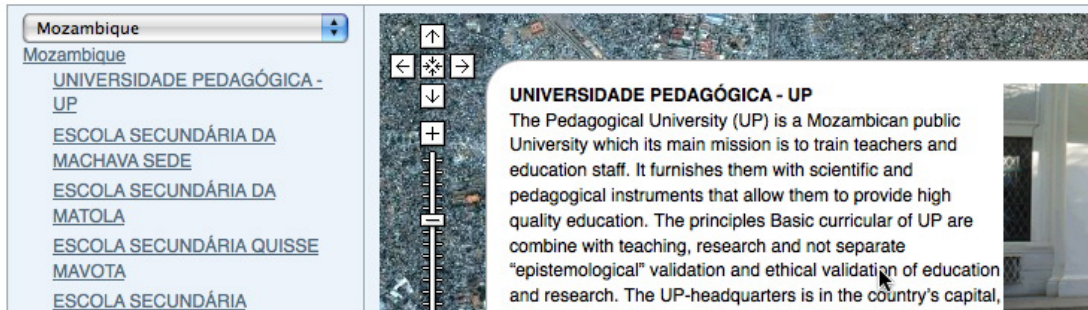 Mozambique
Mozambique
UNIVERSIDADE PEDAGÓGICA -
UP
ESCOLA SECUNDÁRIA DA
MACHAVA SEDE
ESCOLA SECUNDÁRIA DA
MATOLA
ESCOLA SECUNDÁRIA QUISSE
MAVOTA
ESCOLA SECUNDÁRIA
UNIVERSIDADE PEDAGÓGICA - UP
The Pedagogical University (UP) is a Mozambican public
University which its main mission is to train teachers and
education staff. It furnishes them with scientific and
pedagogical instruments that allow them to provide high
quality education. The principles Basic curricular of UP are
combine with teaching, research and not separate
“epistemological” validation and ethical validation of education
and research. The UP-headquarters is in the country's capital,